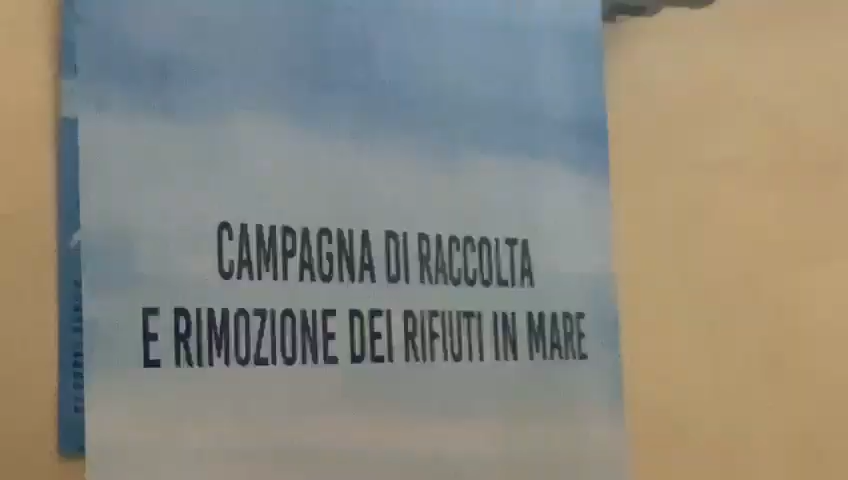 CAMPAGNA DI RACCOLTA
E RIMOZIONE DEI RIFIUTI IN MARE